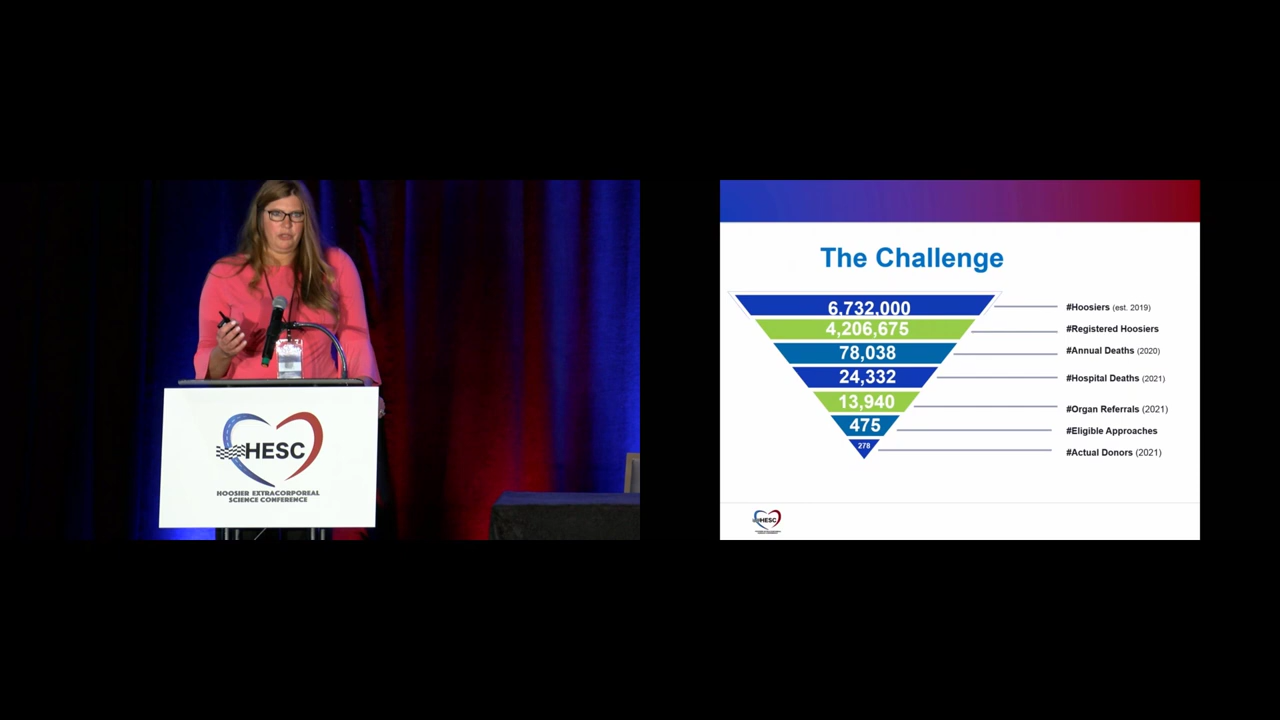 HESC
HOOSIER EXTRACORPOREAL
SCIENCE CONFERENCE
The Challenge
6,732,000
#Hoosiers (est. 2019)
4,206,675
#Registered Hoosiers
78,038
#Annual Deaths (2020)
24,332
#Hospital Deaths (2021)
13,940
#Organ Referrals (2021)
475
#Eligible Approaches
278
#Actual Donors (2021)
HESC